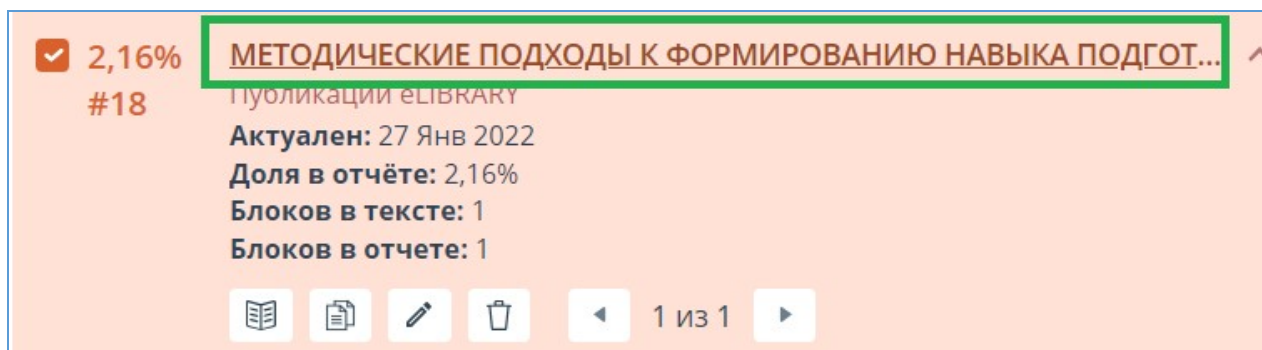 2,16% МЕТОДИЧЕСКИЕ ПОДХОДЫ К ФОРМИРОВАНИЮ НАВЫКА ПОДГОТ...
#18 Публикации eLIBRARY
Актуален: 27 Янв 2022
Доля в отчёте: 2,16%
Блоков в тексте: 1
Блоков в отчете: 1
1 из 1